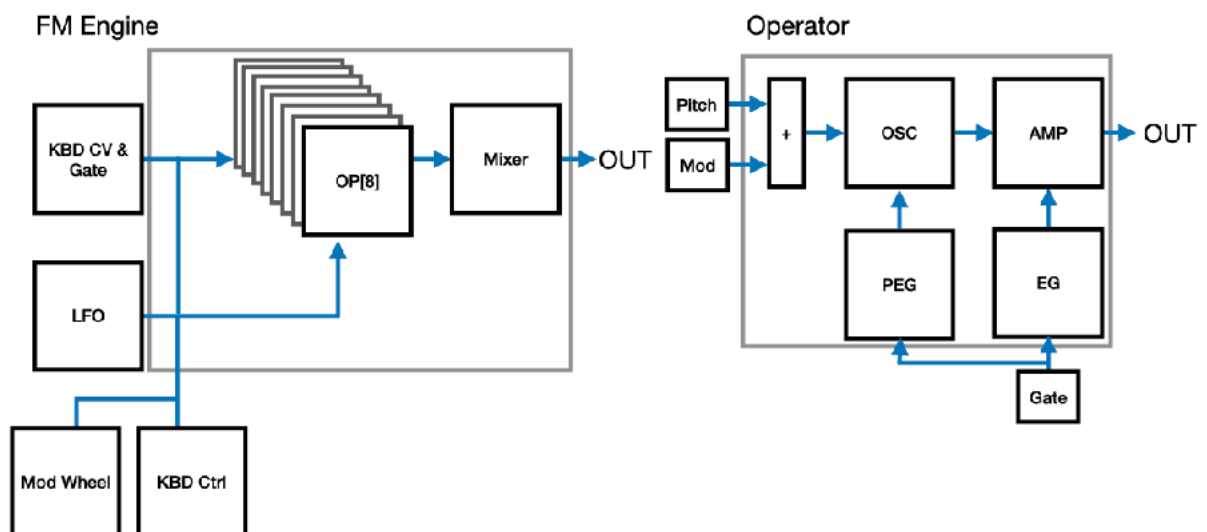 FM Engine
KBD CV &
Gate
OP[8]
Mixer
OUT
LFO
Mod Wheel
KBD Ctrl
Operator
Pitch
Mod
+
OSC
AMP
OUT
PEG
EG
Gate